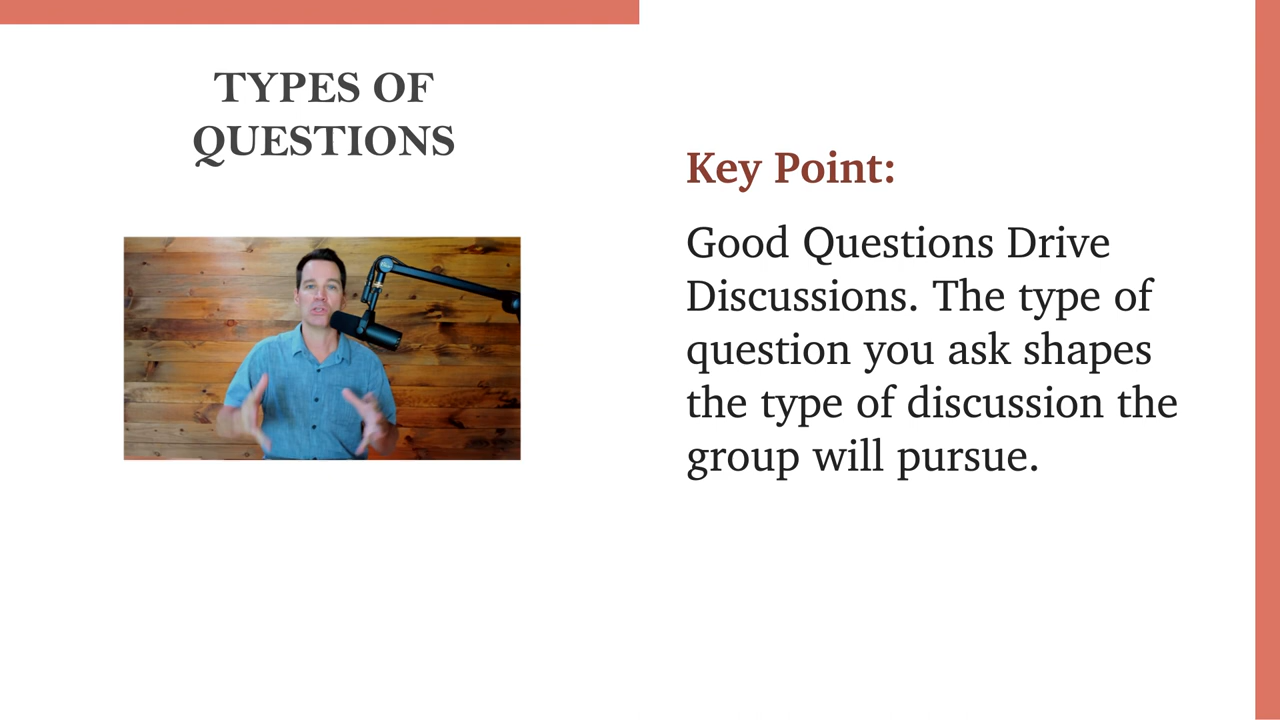 TYPES OF
QUESTIONS
Key Point:
Good Questions Drive
Discussions. The type of
question you ask shapes
the type of discussion the
group will pursue.